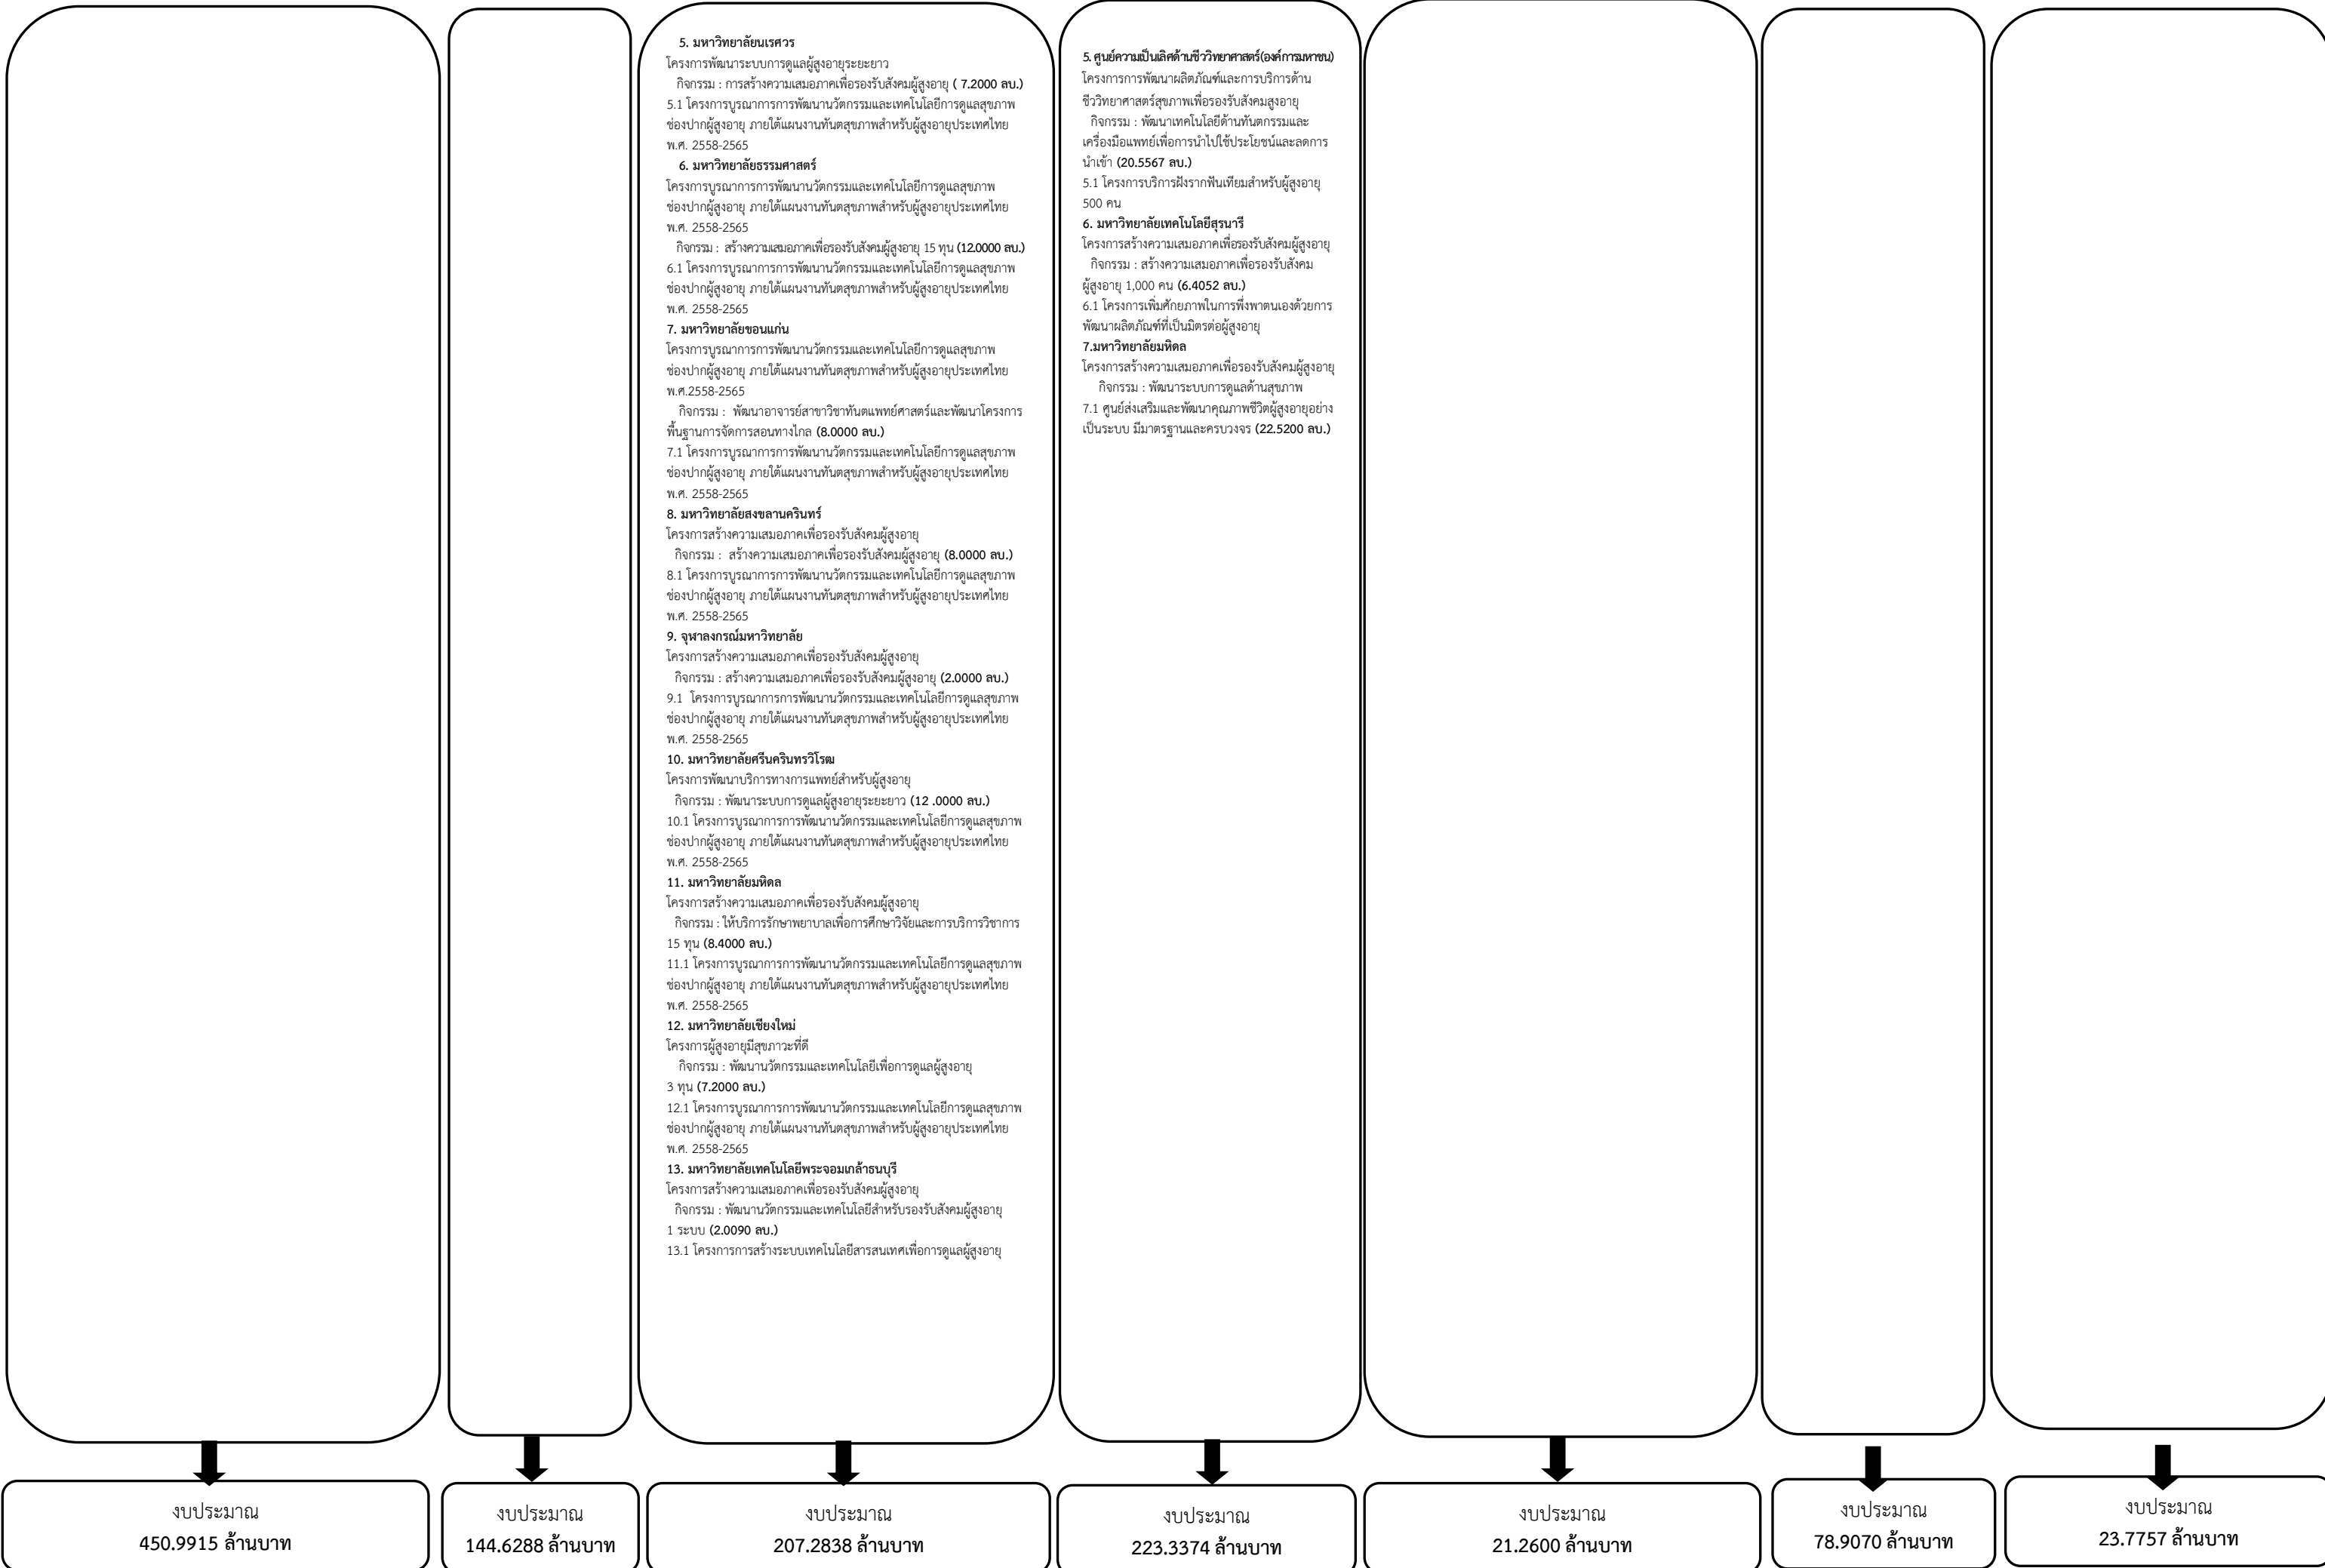 5. มหาวิทยาลัยนเรศวร
โครงการพัฒนาระบบการดูแลผู้สูงอายุระยะยาว
กิจกรรม : การสร้างความเสมอภาคเพื่อรองรับสังคมผู้สูงอายุ ( 7.2000 ลบ.)
5.1 โครงการบูรณาการการพัฒนานวัตกรรมและเทคโนโลยีการดูแลสุขภาพ
ช่องปากผู้สูงอายุ ภายใต้แผนงานทันตสุขภาพสำหรับผู้สูงอายุประเทศไทย
พ.ศ. 2558-2565
6. มหาวิทยาลัยธรรมศาสตร์
โครงการบูรณาการการพัฒนานวัตกรรมและเทคโนโลยีการดูแลสุขภาพ
ช่องปากผู้สูงอายุ ภายใต้แผนงานทันตสุขภาพสำหรับผู้สูงอายุประเทศไทย
พ.ศ. 2558-2565
กิจกรรม : สร้างความเสมอภาคเพื่อรองรับสังคมผู้สูงอายุ 15 ทุน (12.0000 ลบ.)
6.1 โครงการบูรณาการการพัฒนานวัตกรรมและเทคโนโลยีการดูแลสุขภาพ
ช่องปากผู้สูงอายุ ภายใต้แผนงานทันตสุขภาพสำหรับผู้สูงอายุประเทศไทย
พ.ศ. 2558-2565
7. มหาวิทยาลัยขอนแก่น
โครงการบูรณาการการพัฒนานวัตกรรมและเทคโนโลยีการดูแลสุขภาพ
ช่องปากผู้สูงอายุ ภายใต้แผนงานทันตสุขภาพสำหรับผู้สูงอายุประเทศไทย
พ.ศ.2558-2565
กิจกรรม : พัฒนาอาจารย์สาขาวิชาทันตแพทย์ศาสตร์และพัฒนาโครงการ
พื้นฐานการจัดการสอนทางไกล (8.0000 ลบ.)
7.1 โครงการบูรณาการการพัฒนานวัตกรรมและเทคโนโลยีการดูแลสุขภาพ
ช่องปากผู้สูงอายุ ภายใต้แผนงานทันตสุขภาพสำหรับผู้สูงอายุประเทศไทย
พ.ศ. 2558-2565
8. มหาวิทยาลัยสงขลานครินทร์
โครงการสร้างความเสมอภาคเพื่อรองรับสังคมผู้สูงอายุ
กิจกรรม : สร้างความเสมอภาคเพื่อรองรับสังคมผู้สูงอายุ (8.0000 ลบ.)
8.1 โครงการบูรณาการการพัฒนานวัตกรรมและเทคโนโลยีการดูแลสุขภาพ
ช่องปากผู้สูงอายุ ภายใต้แผนงานทันตสุขภาพสำหรับผู้สูงอายุประเทศไทย
พ.ศ. 2558-2565
9. จุฬาลงกรณ์มหาวิทยาลัย
โครงการสร้างความเสมอภาคเพื่อรองรับสังคมผู้สูงอายุ
กิจกรรม : สร้างความเสมอภาคเพื่อรองรับสังคมผู้สูงอายุ (2.0000 ลบ.)
9.1 โครงการบูรณาการการพัฒนานวัตกรรมและเทคโนโลยีการดูแลสุขภาพ
ช่องปากผู้สูงอายุ ภายใต้แผนงานทันตสุขภาพสำหรับผู้สูงอายุประเทศไทย
พ.ศ. 2558-2565
10. มหาวิทยาลัยศรีนครินทรวิโรฒ
โครงการพัฒนาบริการทางการแพทย์สำหรับผู้สูงอายุ
กิจกรรม : พัฒนาระบบการดูแลผู้สูงอายุระยะยาว (12 .0000 ลบ.)
10.1 โครงการบูรณาการการพัฒนานวัตกรรมและเทคโนโลยีการดูแลสุขภาพ
ช่องปากผู้สูงอายุ ภายใต้แผนงานทันตสุขภาพสำหรับผู้สูงอายุประเทศไทย
พ.ศ. 2558-2565
11. มหาวิทยาลัยมหิดล
โครงการสร้างความเสมอภาคเพื่อรองรับสังคมผู้สูงอายุ
กิจกรรม : ให้บริการรักษาพยาบาลเพื่อการศึกษาวิจัยและการบริการวิชาการ
15 ทุน (8.4000 ลบ.)
11.1 โครงการบูรณาการการพัฒนานวัตกรรมและเทคโนโลยีการดูแลสุขภาพ
ช่องปากผู้สูงอายุ ภายใต้แผนงานทันตสุขภาพสำหรับผู้สูงอายุประเทศไทย
พ.ศ. 2558-2565
12. มหาวิทยาลัยเชียงใหม่
โครงการผู้สูงอายุมีสุขภาวะที่ดี
กิจกรรม : พัฒนานวัตกรรมและเทคโนโลยีเพื่อการดูแลผู้สูงอายุ
3 ทุน (7.2000 ลบ.)
12.1 โครงการบูรณาการการพัฒนานวัตกรรมและเทคโนโลยีการดูแลสุขภาพ
ช่องปากผู้สูงอายุ ภายใต้แผนงานทันตสุขภาพสำหรับผู้สูงอายุประเทศไทย
พ.ศ. 2558-2565
13. มหาวิทยาลัยเทคโนโลยีพระจอมเกล้าธนบุรี
โครงการสร้างความเสมอภาคเพื่อรองรับสังคมผู้สูงอายุ
กิจกรรม : พัฒนานวัตกรรมและเทคโนโลยีสำหรับรองรับสังคมผู้สูงอายุ
1 ระบบ (2.0090 ลบ.)
13.1 โครงการการสร้างระบบเทคโนโลยีสารสนเทศเพื่อการดูแลผู้สูงอายุ
5. ศูนย์ความเป็นเลิศด้านชีววิทยาศาสตร์(องค์การมหาชน)
โครงการการพัฒนาผลิตภัณฑ์และการบริการด้าน
ชีววิทยาศาสตร์สุขภาพเพื่อรองรับสังคมสูงอายุ
กิจกรรม : พัฒนาเทคโนโลยีด้านทันตกรรมและ
เครื่องมือแพทย์เพื่อการนำไปใช้ประโยชน์และลดการ
นำเข้า (20.5567 ลบ.)
5.1 โครงการบริการฝังรากฟันเทียมสำหรับผู้สูงอายุ
500 คน
6. มหาวิทยาลัยเทคโนโลยีสุรนารี
โครงการสร้างความเสมอภาคเพื่อรองรับสังคมผู้สูงอายุ
กิจกรรม : สร้างความเสมอภาคเพื่อรองรับสังคม
ผู้สูงอายุ 1,000 คน (6.4052 ลบ.)
6.1 โครงการเพิ่มศักยภาพในการพึ่งพาตนเองด้วยการ
พัฒนาผลิตภัณฑ์ที่เป็นมิตรต่อผู้สูงอายุ
7.มหาวิทยาลัยมหิดล
โครงการสร้างความเสมอภาคเพื่อรองรับสังคมผู้สูงอายุ
กิจกรรม : พัฒนาระบบการดูแลด้านสุขภาพ
7.1 ศูนย์ส่งเสริมและพัฒนาคุณภาพชีวิตผู้สูงอายุอย่าง
เป็นระบบ มีมาตรฐานและครบวงจร (22.5200 ลบ.)
งบประมาณ
450.9915 ล้านบาท
งบประมาณ
144.6288 ล้านบาท
งบประมาณ
207.2838 ล้านบาท
งบประมาณ
223.3374 ล้านบาท
งบประมาณ
21.2600 ล้านบาท
งบประมาณ
78.9070 ล้านบาท
งบประมาณ
23.7757 ล้านบาท